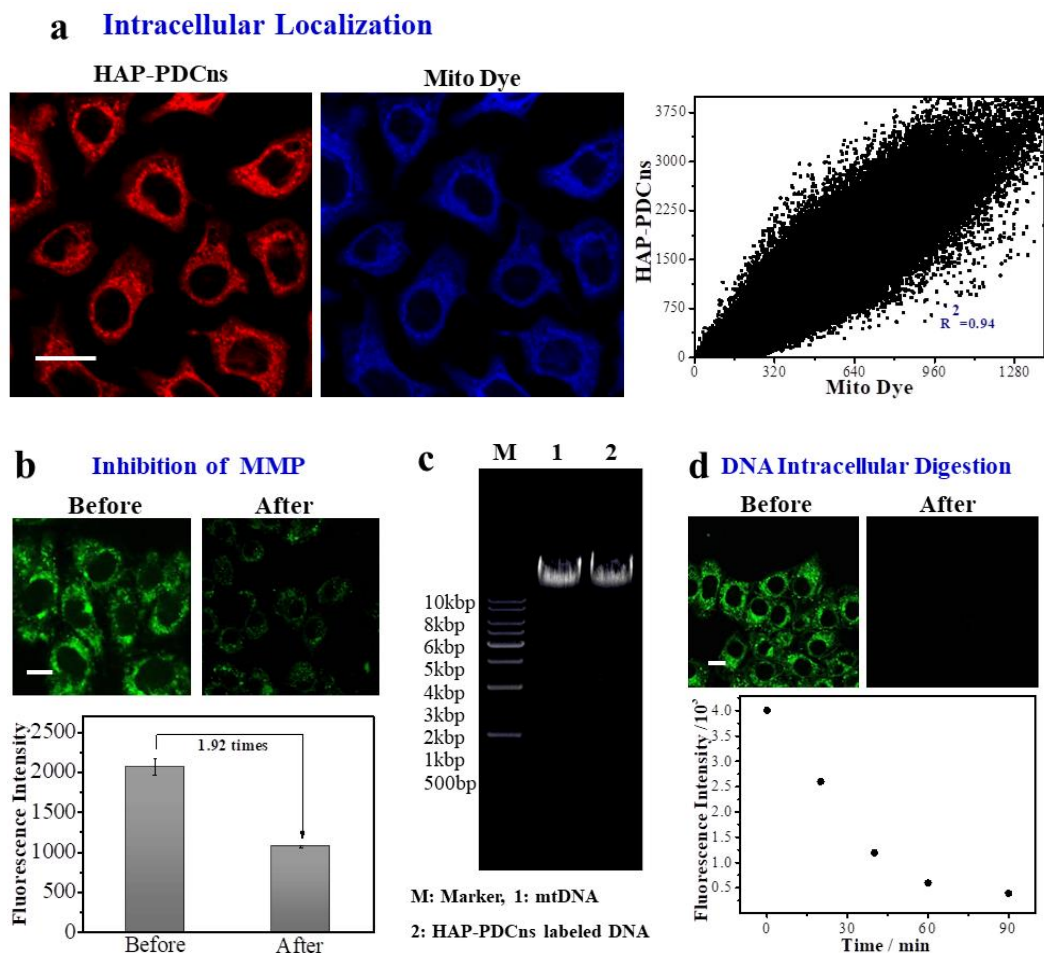 a Intracellular Localization
HAP-PDCns
Mito Dye
HAP-PDCns
3750
3000
2250
1500
750
0
R²=0.94
0 320 640 960 1280
Mito Dye
b Inhibition of MMP
Before After
Fluorescence Intensity
2500
2000
1500
1000
500
0
1.92 times
Before After
c
M 1 2
10kbp
8kbp
6kbp
5kbp
4kbp
3kbp
2kbp
1kbp
500bp
M: Marker, 1: mtDNA
2: HAP-PDCns labeled DNA
d DNA Intracellular Digestion
Before After
Fluorescence Intensity /10³
4.0
3.5
2.5
2.0
1.5
1.0
0.5
0 30 60 90
Time / min